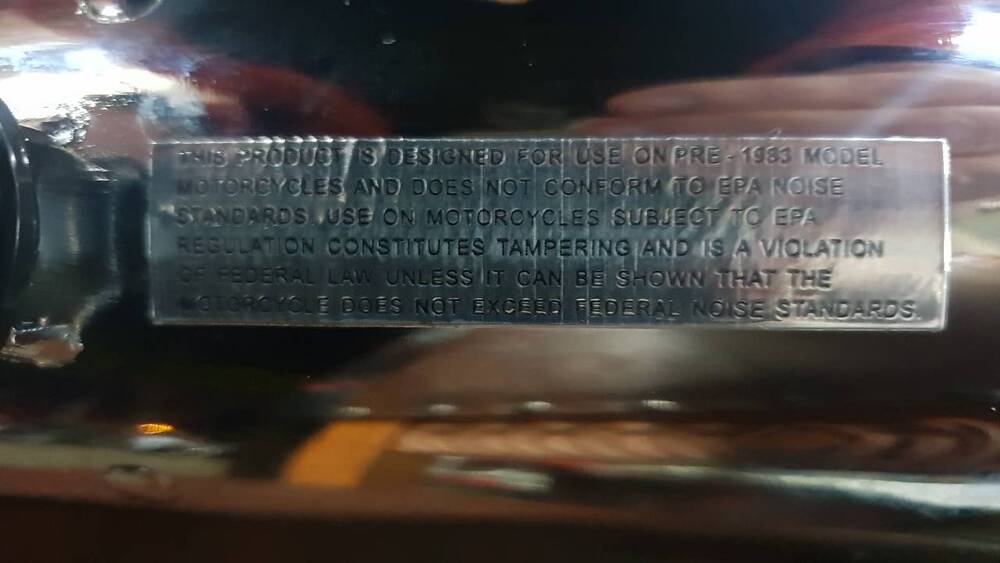 THIS PRODUCT IS DESIGNED FOR USE ON PRE - 1983 MODEL
MOTORCYCLES AND DOES NOT CONFORM TO EPA NOISE
STANDARDS. USE ON MOTORCYCLES SUBJECT TO EPA
REGULATION CONSTITUTES TAMPERING AND IS A VIOLATION
OF FEDERAL LAW UNLESS IT CAN BE SHOWN THAT THE
MOTORCYCLE DOES NOT EXCEED FEDERAL NOISE STANDARDS.